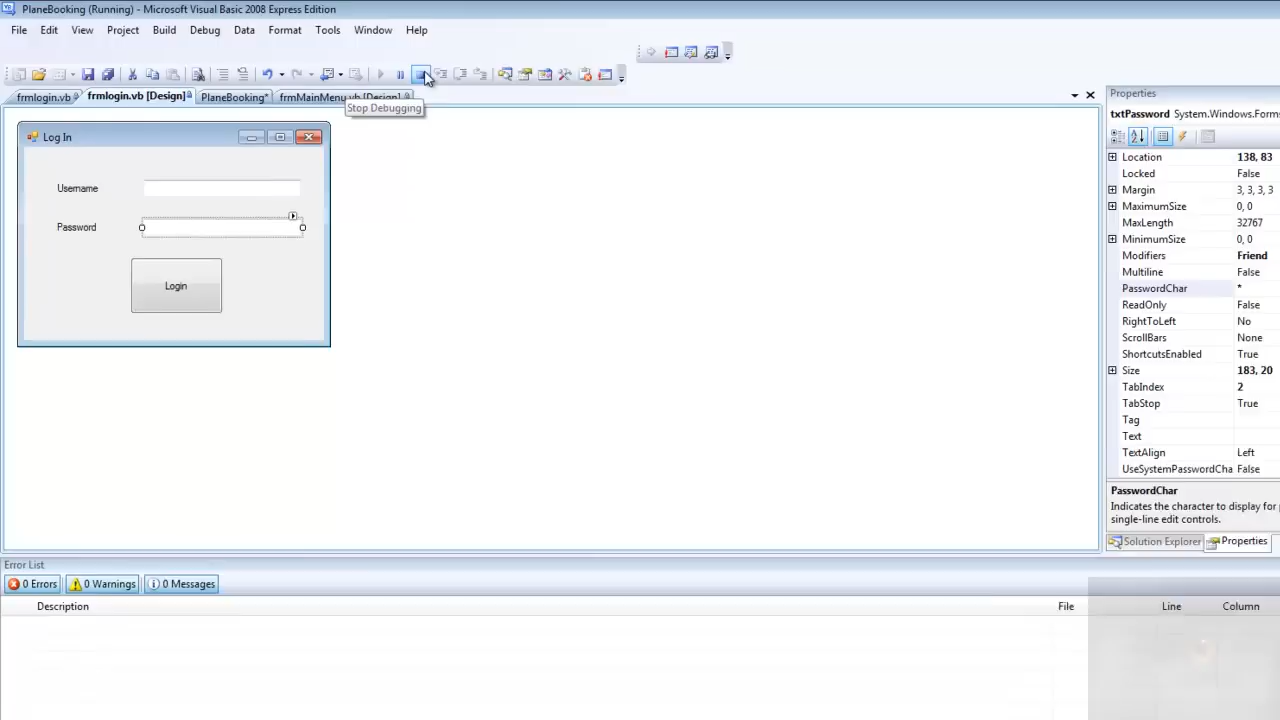 PlaneBooking (Running) - Microsoft Visual Basic 2008 Express Edition
File Edit View Project Build Debug Data Format Tools Window Help
frmlogin.vb frmlogin.vb [Design] PlaneBooking* frmMainMenu.vb [Design]
Stop Debugging
Log In
Username
Password
Login
Properties
txtPassword System.Windows.Forms
Location 138, 83
Locked False
Margin 3, 3, 3, 3
MaximumSize 0, 0
MaxLength 32767
MinimumSize 0, 0
Modifiers Friend
Multiline False
PasswordChar *
ReadOnly False
RightToLeft No
ScrollBars None
ShortcutsEnabled True
Size 183, 20
TabIndex 2
TabStop True
Tag
Text
TextAlign Left
UseSystemPasswordCha False
PasswordChar
Indicates the character to display for
single-line edit controls.
Solution Explorer Properties
Error List
0 Errors 0 Warnings 0 Messages
Description File Line Column